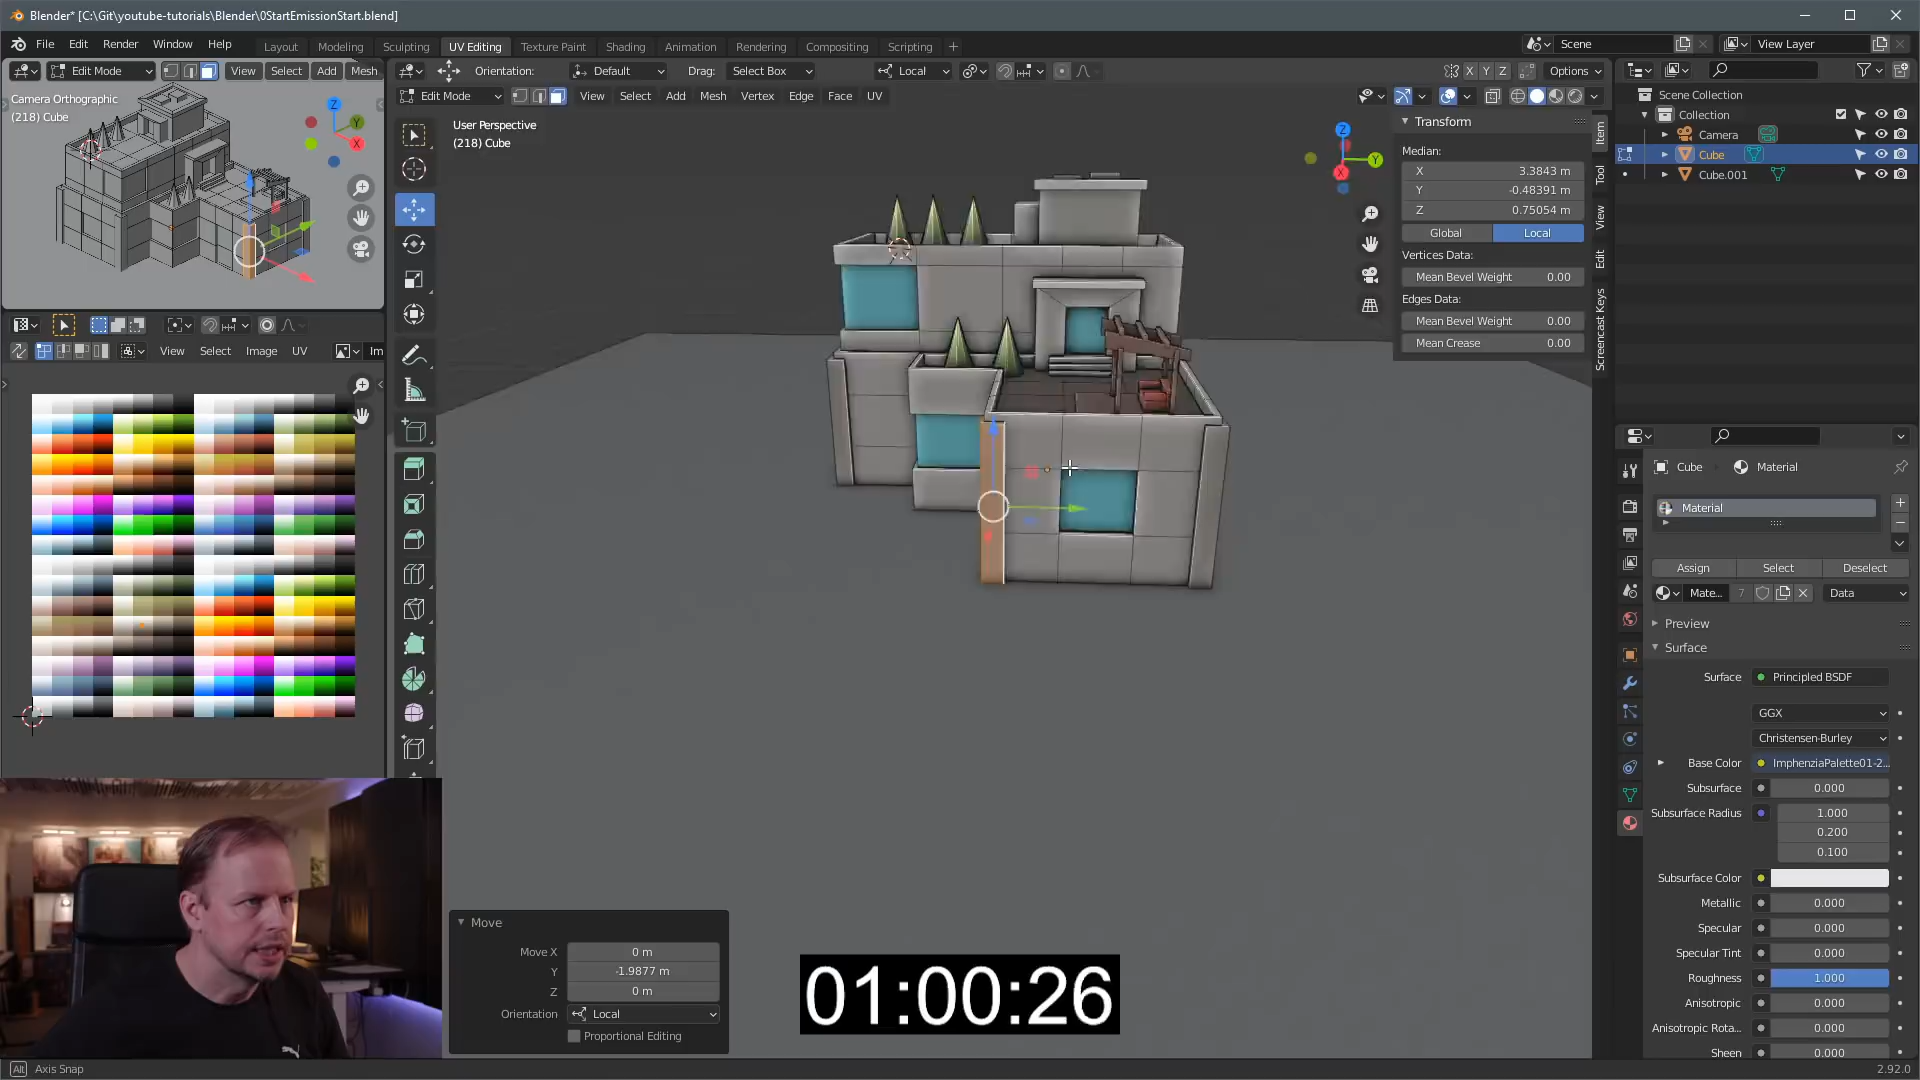 Blender* [C:\Git\youtube-tutorials\Blender\0StartEmissionStart.blend]
File Edit Render Window Help
Layout Modeling Sculpting UV Editing Texture Paint Shading Animation Rendering Compositing Scripting
Scene View Layer
Edit Mode View Select Add Mesh
Orientation: Default Drag: Select Box Local X Y Z Options
Edit Mode View Select Add Mesh Vertex Edge Face UV
Camera Orthographic
(218) Cube
Z
Y
X
User Perspective
(218) Cube
Z
Y
X
Transform
Median:
X 3.3843 m
Y -0.48391 m
Z 0.75054 m
Global Local
Vertices Data:
Mean Bevel Weight 0.00
Edges Data:
Mean Bevel Weight 0.00
Mean Crease 0.00
Item
Tool
View
Edit
Screencast Keys
Scene Collection
Collection
Camera
Cube
Cube.001
View Select Image UV Im
Cube Material
Material
Assign Select Deselect
Mate... 7 Data
Preview
Surface
Surface Principled BSDF
GGX
Christensen-Burley
Base Color ImphenziaPalette01-2...
Subsurface 0.000
Subsurface Radius 1.000
0.200
0.100
Subsurface Color
Metallic 0.000
Specular 0.000
Specular Tint 0.000
Roughness 1.000
Anisotropic 0.000
Anisotropic Rota... 0.000
Sheen 0.000
Move
Move X 0 m
Y -1.9877 m
Z 0 m
Orientation Local
Proportional Editing
01:00:26
Alt Axis Snap
2.92.0